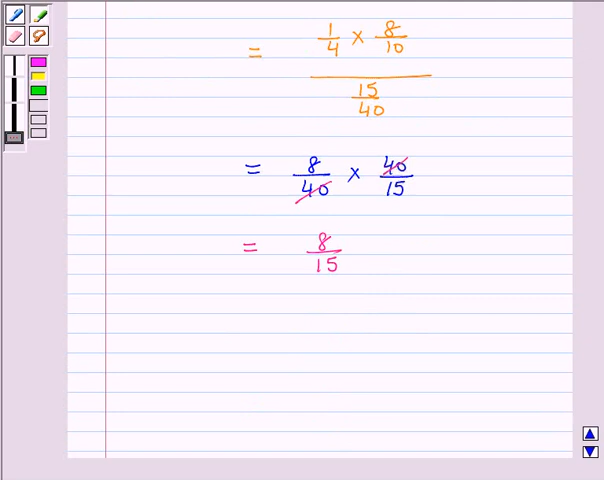 = (1/4 × 8/10) / (15/40)
= 8/40 × 40/15
= 8/15